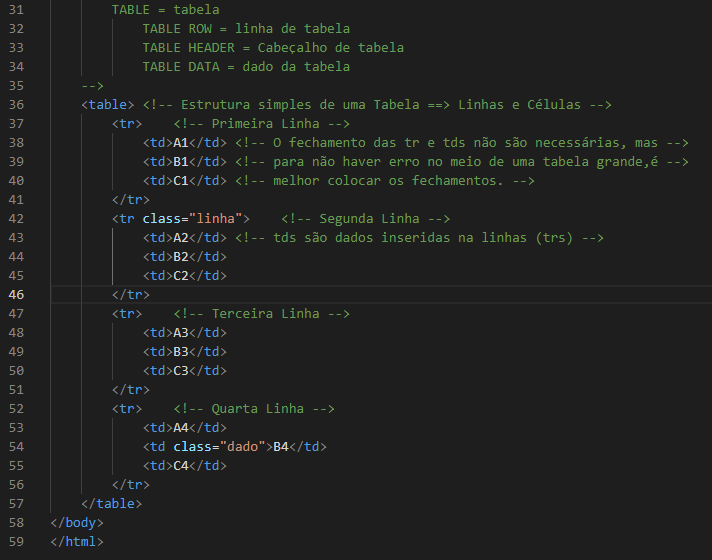 31 TABLE = tabela
32 TABLE ROW = linha de tabela
33 TABLE HEADER = Cabeçalho de tabela
34 TABLE DATA = dado da tabela
35 -->
36 <table> <!-- Estrutura simples de uma Tabela ==> Linhas e Células -->
37 <tr> <!-- Primeira Linha -->
38 <td>A1</td> <!-- O fechamento das tr e tds não são necessárias, mas -->
39 <td>B1</td> <!-- para não haver erro no meio de uma tabela grande,é -->
40 <td>C1</td> <!-- melhor colocar os fechamentos. -->
41 </tr>
42 <tr class="linha"> <!-- Segunda Linha -->
43 <td>A2</td> <!-- tds são dados inseridas na linhas (trs) -->
44 <td>B2</td>
45 <td>C2</td>
46 </tr>
47 <tr> <!-- Terceira Linha -->
48 <td>A3</td>
49 <td>B3</td>
50 <td>C3</td>
51 </tr>
52 <tr> <!-- Quarta Linha -->
53 <td>A4</td>
54 <td class="dado">B4</td>
55 <td>C4</td>
56 </tr>
57 </table>
58 </body>
59 </html>